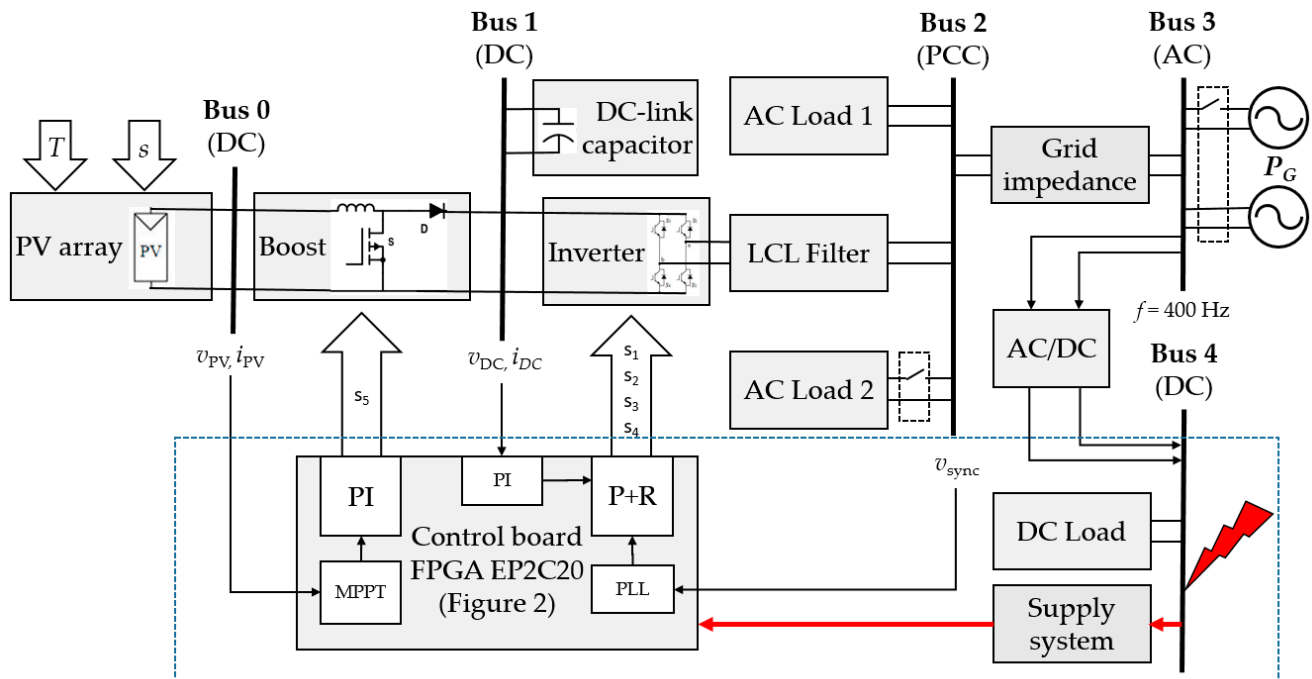 Bus 1
(DC)
Bus 2
(PCC)
Bus 3
(AC)
Bus 0
(DC)
T
s
DC-link
capacitor
AC Load 1
Grid
impedance
P_G
PV array
PV
Boost
S
D
Inverter
LCL Filter
f = 400 Hz
v_PV, i_PV
v_DC, i_DC
s_5
s_1
s_2
s_3
s_4
AC Load 2
AC/DC
Bus 4
(DC)
v_sync
PI
PI
P+R
Control board
FPGA EP2C20
(Figure 2)
MPPT
PLL
DC Load
Supply
system